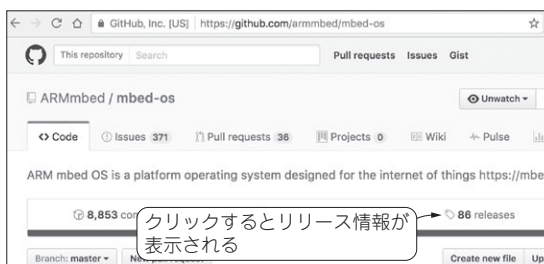 GitHub, Inc. [US] https://github.com/armmbed/mbed-os
This repository Search Pull requests Issues Gist
ARMmbed / mbed-os Unwatch
Code Issues 371 Pull requests 36 Projects 0 Wiki Pulse
ARM mbed OS is a platform operating system designed for the internet of things https://mbe
8,853 86 releases
クリックするとリリース情報が
表示される
Branch: master Create new file